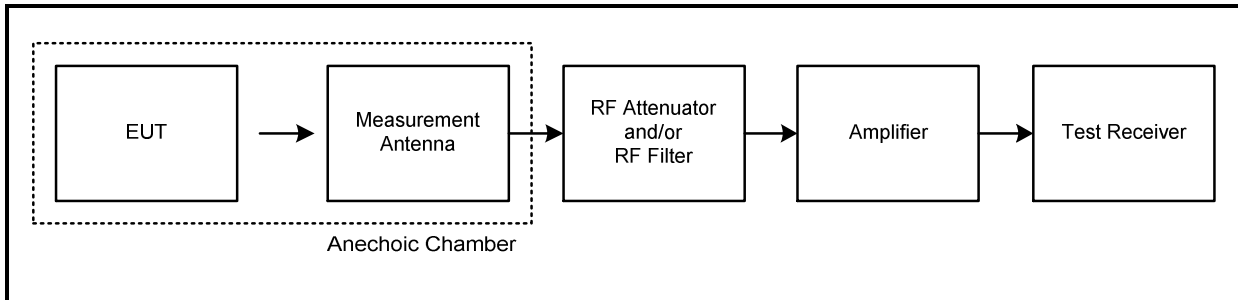 EUT
Measurement
Antenna
RF Attenuator
and/or
RF Filter
Amplifier
Test Receiver
Anechoic Chamber